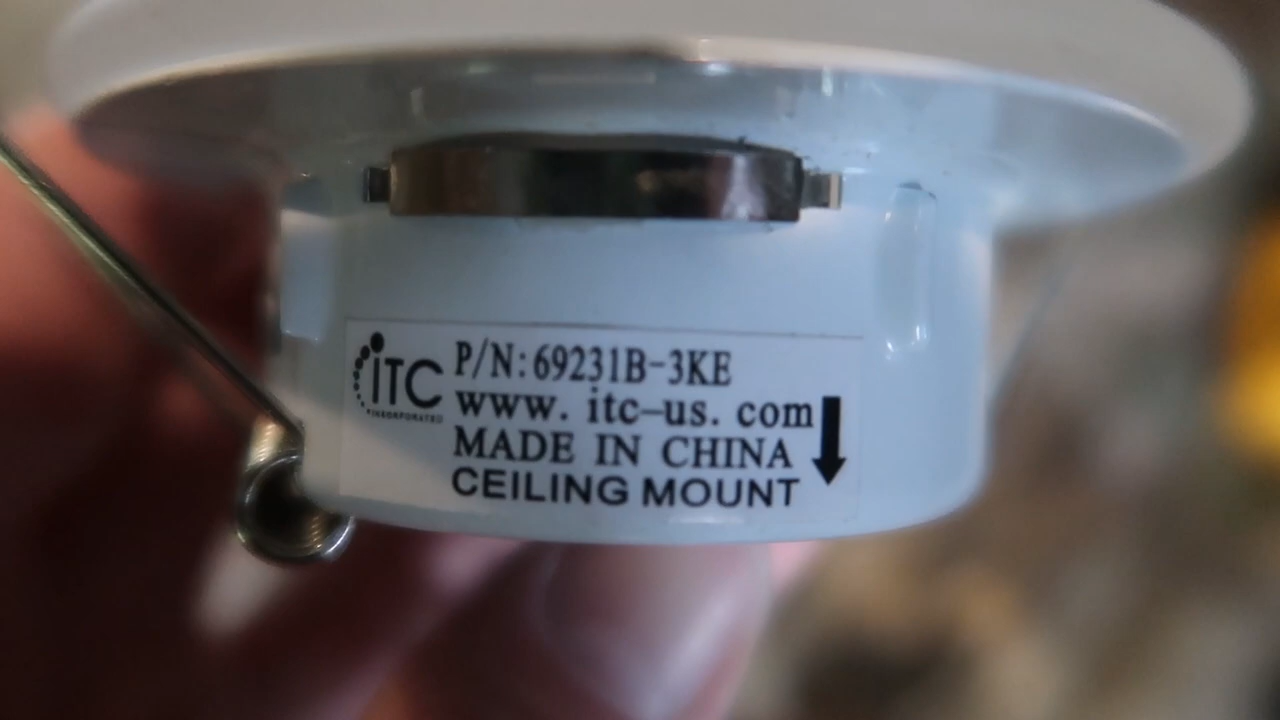 iTC
INCORPORATED
P/N:69231B-3KE
www. itc-us. com
MADE IN CHINA
CEILING MOUNT